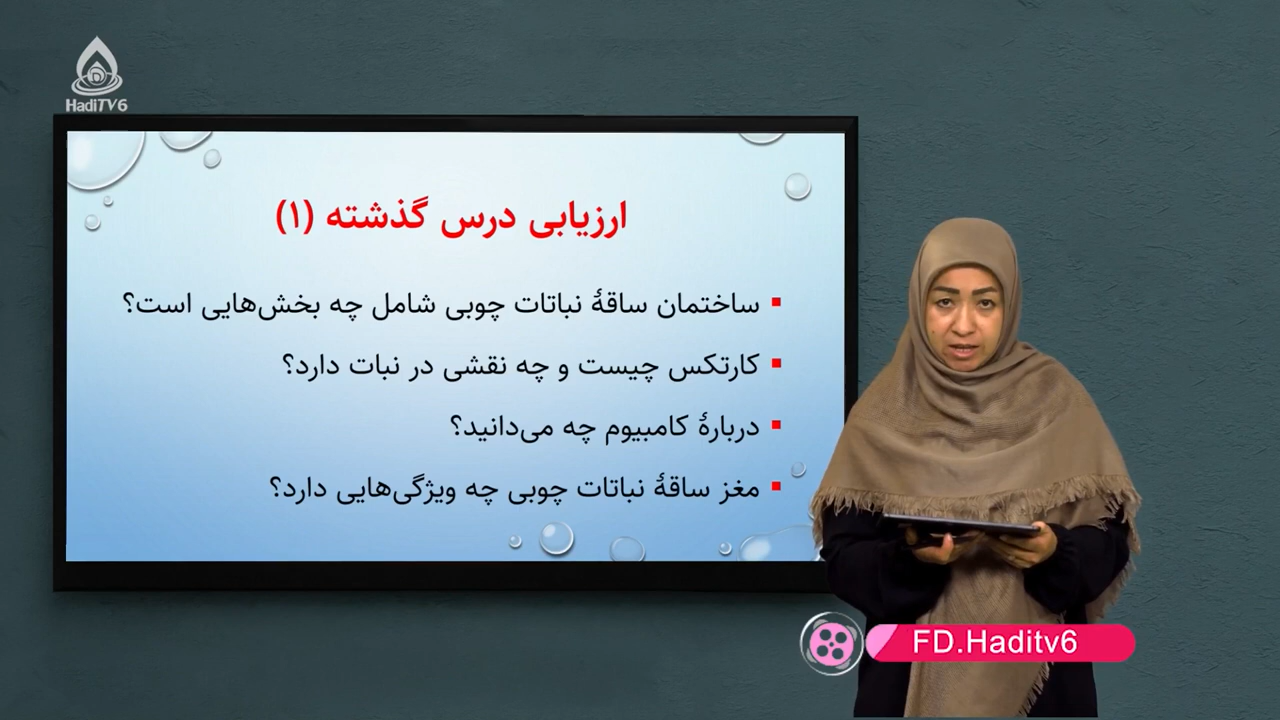 HadiTV6
ارزیابی درس گذشته (۱)
ساختمان ساقهٔ نباتات چوبی شامل چه بخش‌هایی است؟
کارتکس چیست و چه نقشی در نبات دارد؟
دربارهٔ کامبیوم چه می‌دانید؟
مغز ساقهٔ نباتات چوبی چه ویژگی‌هایی دارد؟
FD.Haditv6